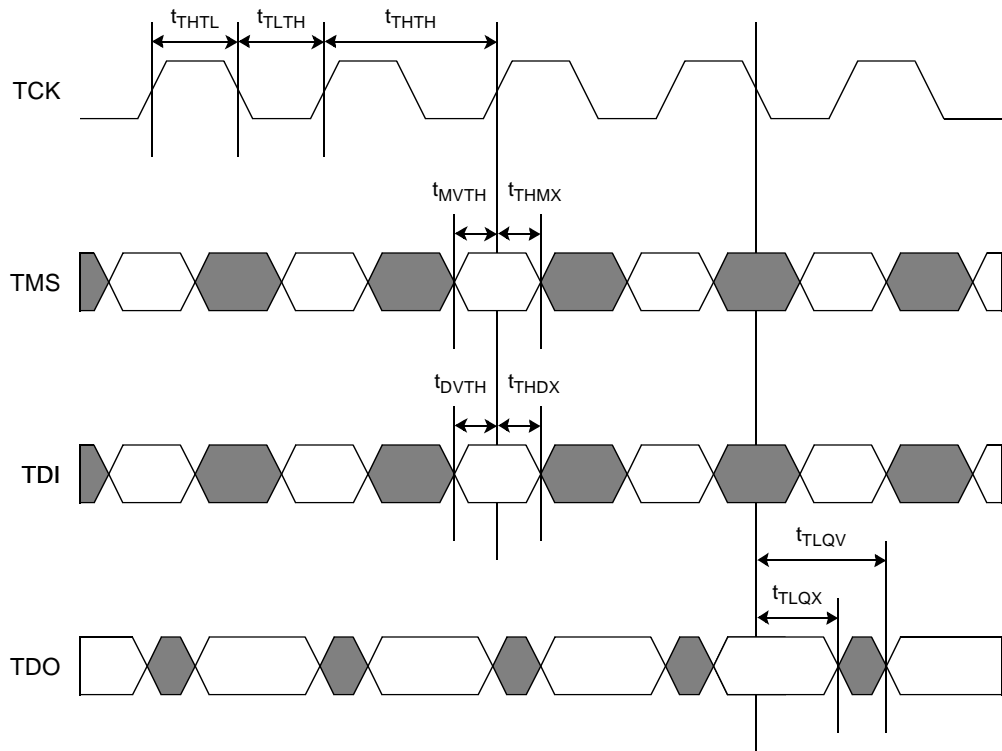 tTHTL tTLTH tTHTH
TCK
tMVTH tTHMX
TMS
tDVTH tTHDX
TDI
tTLQV
tTLQX
TDO